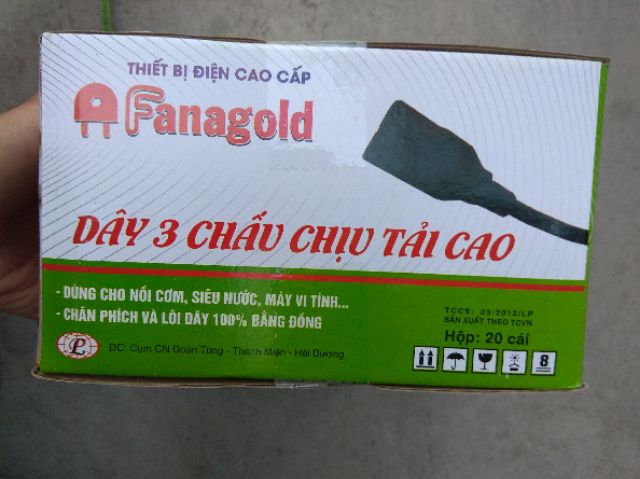 THIẾT BỊ ĐIỆN CAO CẤP
Fanagold
DÂY 3 CHẤU CHỊU TẢI CAO
- DÙNG CHO NỒI CƠM, SIÊU NƯỚC, MÁY VI TÍNH...
- CHÂN PHÍCH VÀ LÕI DÂY 100% BẰNG ĐỒNG
TCCS: 03:2012/LP
SẢN XUẤT THEO TCVN
Hộp: 20 cái
LP
ĐC: Cụm CN Đoàn Tùng - Thanh Miện - Hải Dương
8